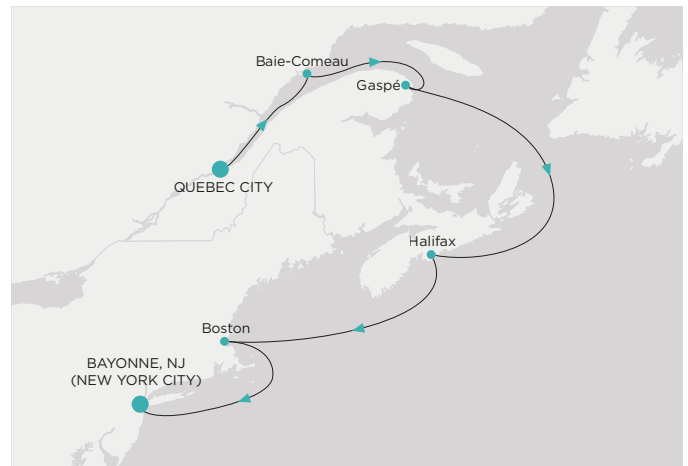 Baie-Comeau
Gaspé
QUEBEC CITY
Halifax
Boston
BAYONNE, NJ
(NEW YORK CITY)